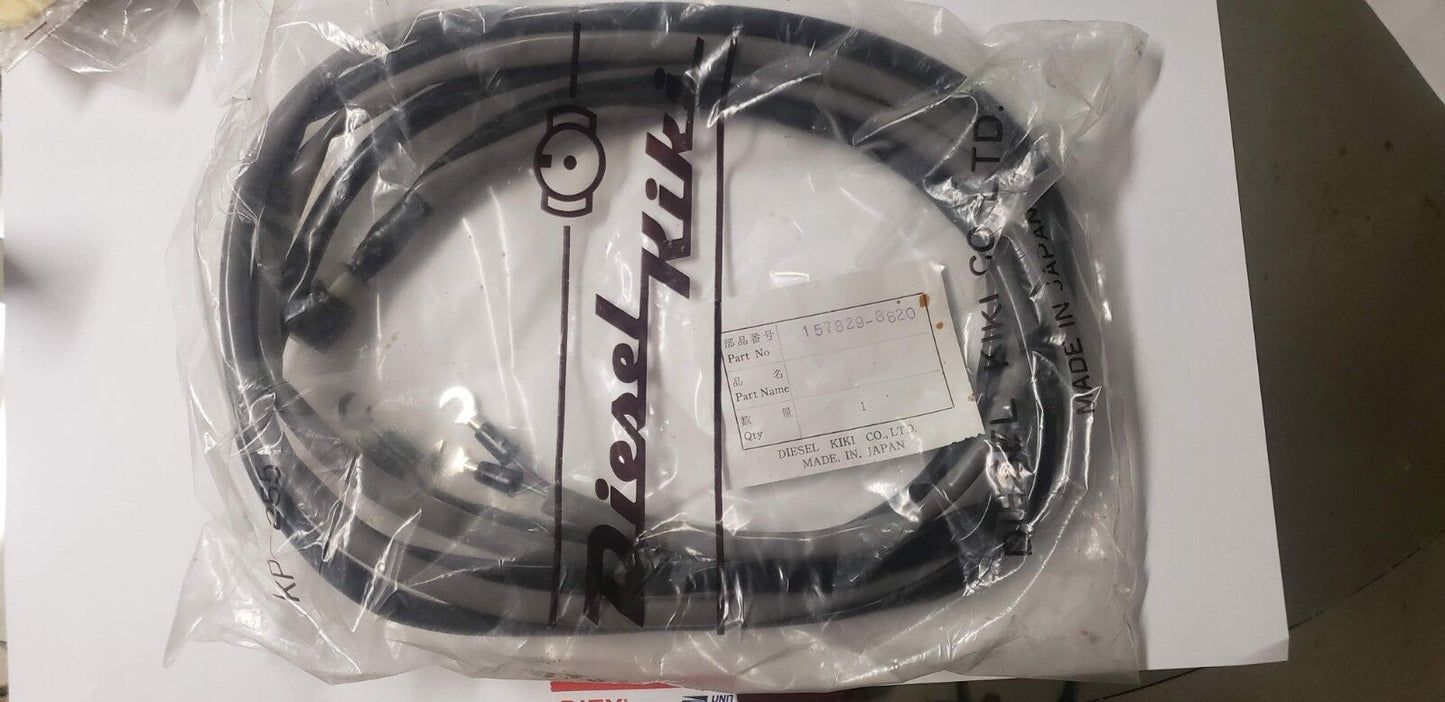 Diesel Kiki
DIESEL KIKI CO., LTD.
MADE IN JAPAN
部品番号
Part No
157829-8820
品 名
Part Name
数 量
Qty
1
DIESEL KIKI CO., LTD.
MADE. IN. JAPAN